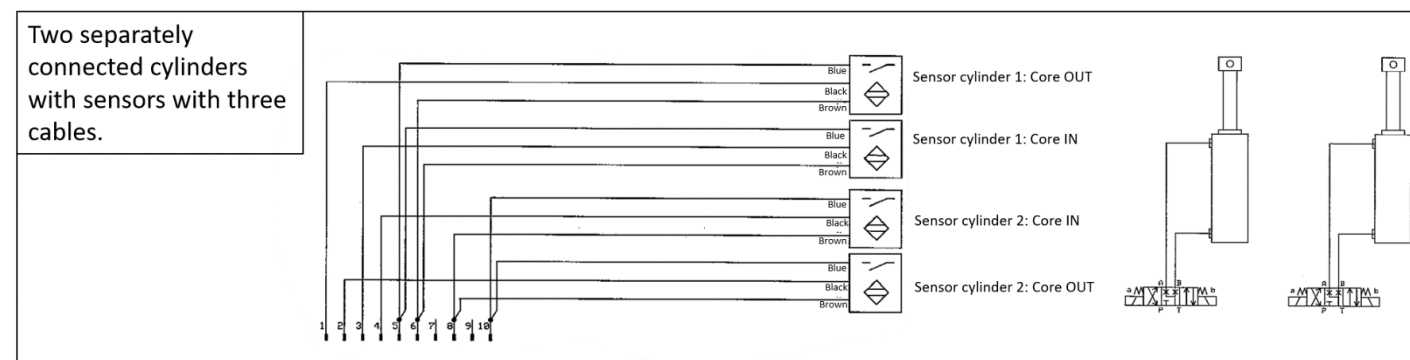 Two separately
connected cylinders
with sensors with three
cables.
Blue
Black
Brown
Sensor cylinder 1: Core OUT
Blue
Black
Brown
Sensor cylinder 1: Core IN
Blue
Black
Brown
Sensor cylinder 2: Core IN
Blue
Black
Brown
Sensor cylinder 2: Core OUT
1 2 3 4 5 6 7 8 9 10
A B
a b
P T
A B
a b
P T